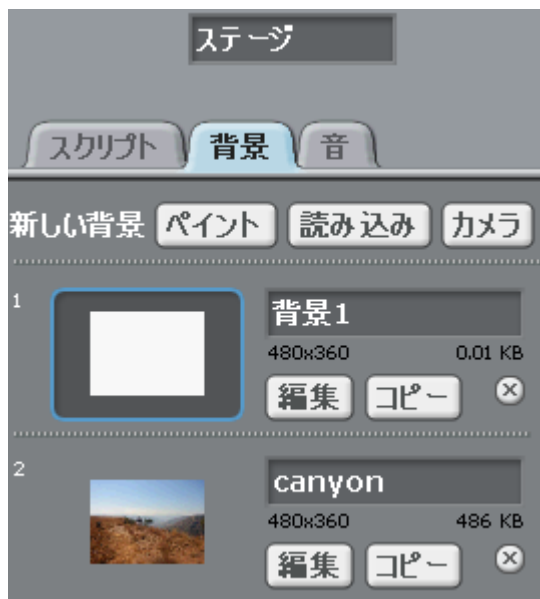 ステージ
スクリプト 背景 音
新しい背景 ペイント 読み込み カメラ
1
背景1
480x360 0.01 KB
編集 コピー
2
canyon
480x360 486 KB
編集 コピー